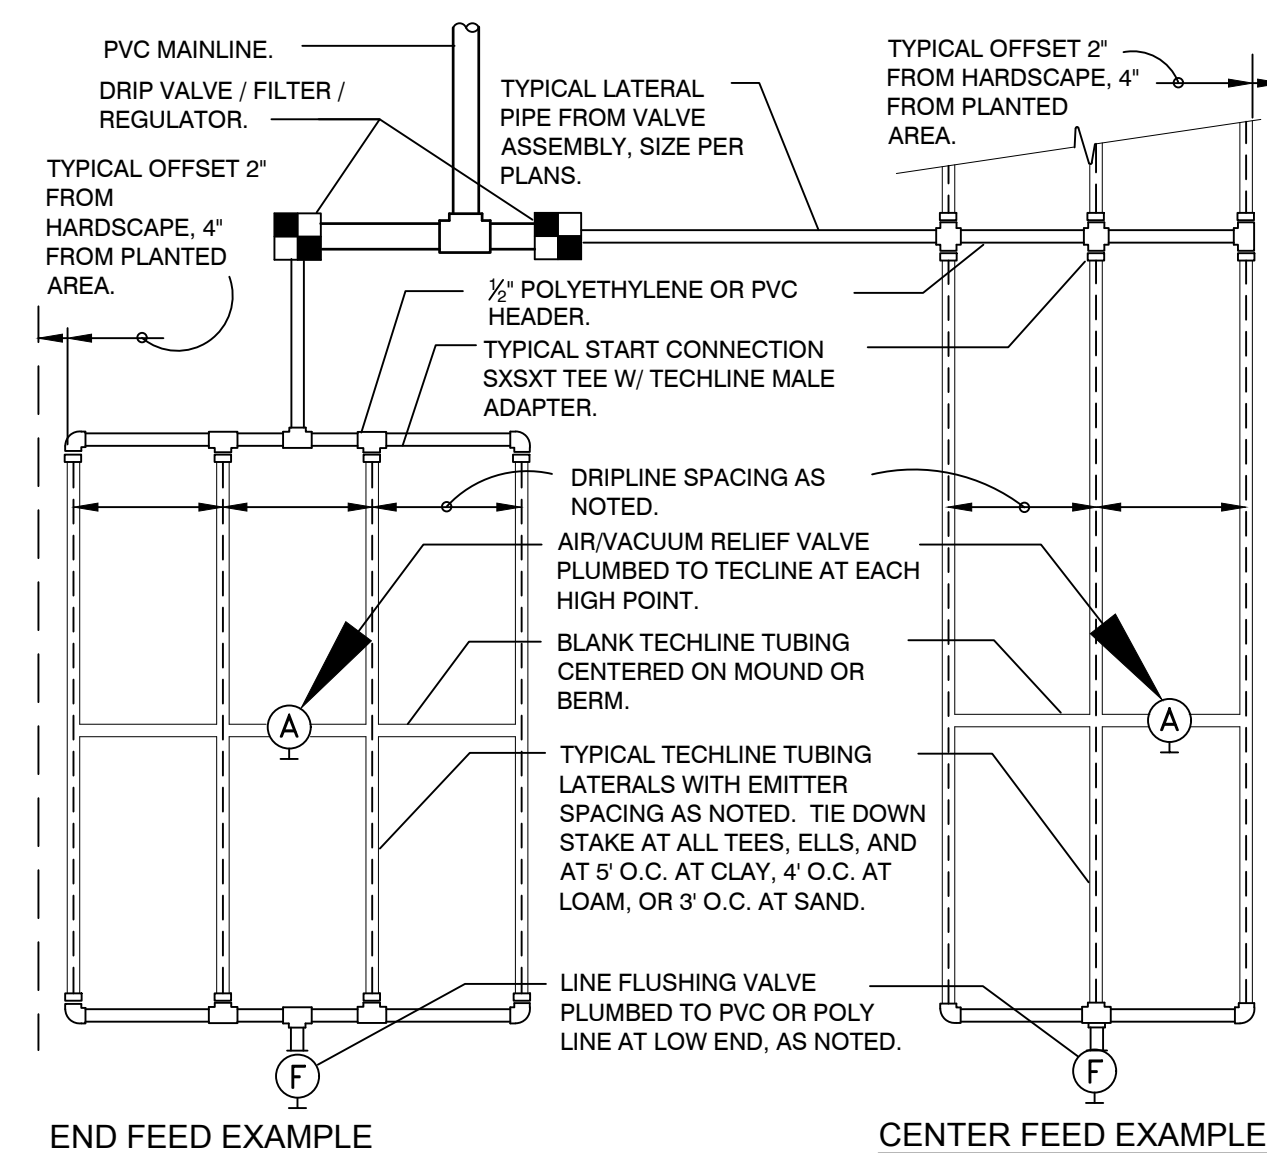 PVC MAINLINE.
DRIP VALVE / FILTER /
REGULATOR.
TYPICAL OFFSET 2"
FROM
HARDSCAPE, 4"
FROM PLANTED
AREA.
TYPICAL LATERAL
PIPE FROM VALVE
ASSEMBLY, SIZE PER
PLANS.
TYPICAL OFFSET 2"
FROM HARDSCAPE, 4"
FROM PLANTED
AREA.
½" POLYETHYLENE OR PVC
HEADER.
TYPICAL START CONNECTION
SXSXT TEE W/ TECHLINE MALE
ADAPTER.
DRIPLINE SPACING AS
NOTED.
AIR/VACUUM RELIEF VALVE
PLUMBED TO TECLINE AT EACH
HIGH POINT.
BLANK TECHLINE TUBING
CENTERED ON MOUND OR
BERM.
TYPICAL TECHLINE TUBING
LATERALS WITH EMITTER
SPACING AS NOTED.  TIE DOWN
STAKE AT ALL TEES, ELLS, AND
AT 5' O.C. AT CLAY, 4' O.C. AT
LOAM, OR 3' O.C. AT SAND.
LINE FLUSHING VALVE
PLUMBED TO PVC OR POLY
LINE AT LOW END, AS NOTED.
A
A
F
F
END FEED EXAMPLE
CENTER FEED EXAMPLE